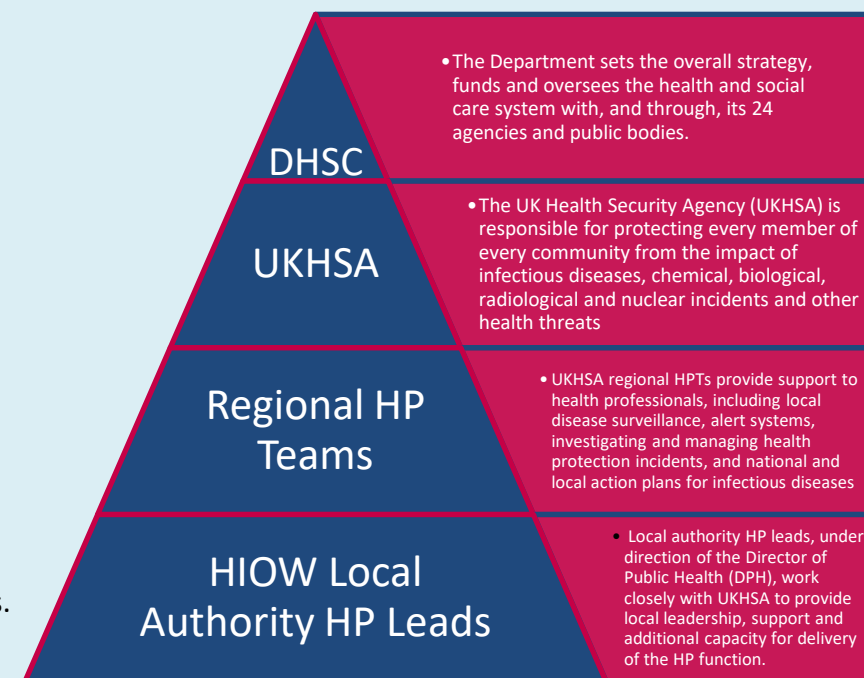 •The Department sets the overall strategy,
funds and oversees the health and social
care system with, and through, its 24
agencies and public bodies.
DHSC
•The UK Health Security Agency (UKHSA) is
responsible for protecting every member of
every community from the impact of
infectious diseases, chemical, biological,
radiological and nuclear incidents and other
health threats
UKHSA
•UKHSA regional HPTs provide support to
health professionals, including local
disease surveillance, alert systems,
investigating and managing health
protection incidents, and national and
local action plans for infectious diseases
Regional HP
Teams
• Local authority HP leads, under
direction of the Director of
Public Health (DPH), work
closely with UKHSA to provide
local leadership, support and
additional capacity for delivery
of the HP function.
HIOW Local
Authority HP Leads
s.